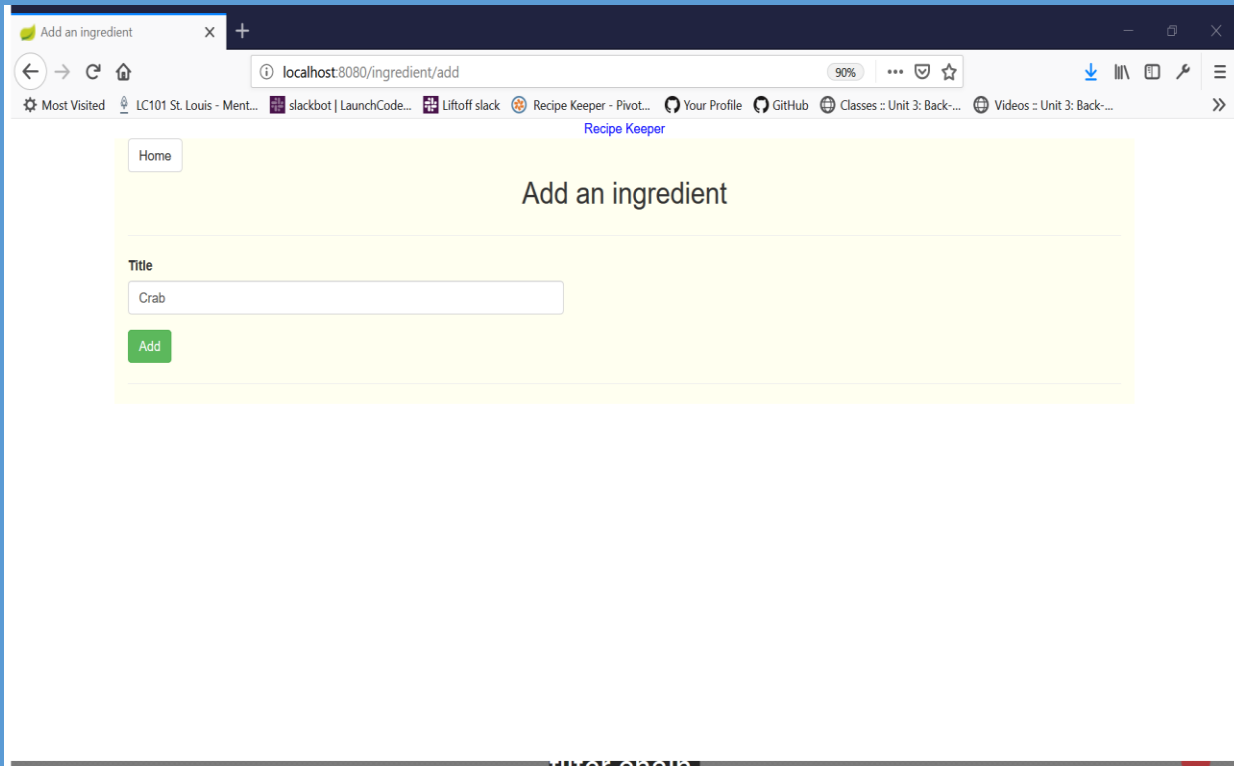 Add an ingredient
localhost:8080/ingredient/add
90%
Most Visited LC101 St. Louis - Ment... slackbot | LaunchCode... Liftoff slack Recipe Keeper - Pivot... Your Profile GitHub Classes :: Unit 3: Back-... Videos :: Unit 3: Back-...
Recipe Keeper
Home
Add an ingredient
Title
Crab
Add
filter chain